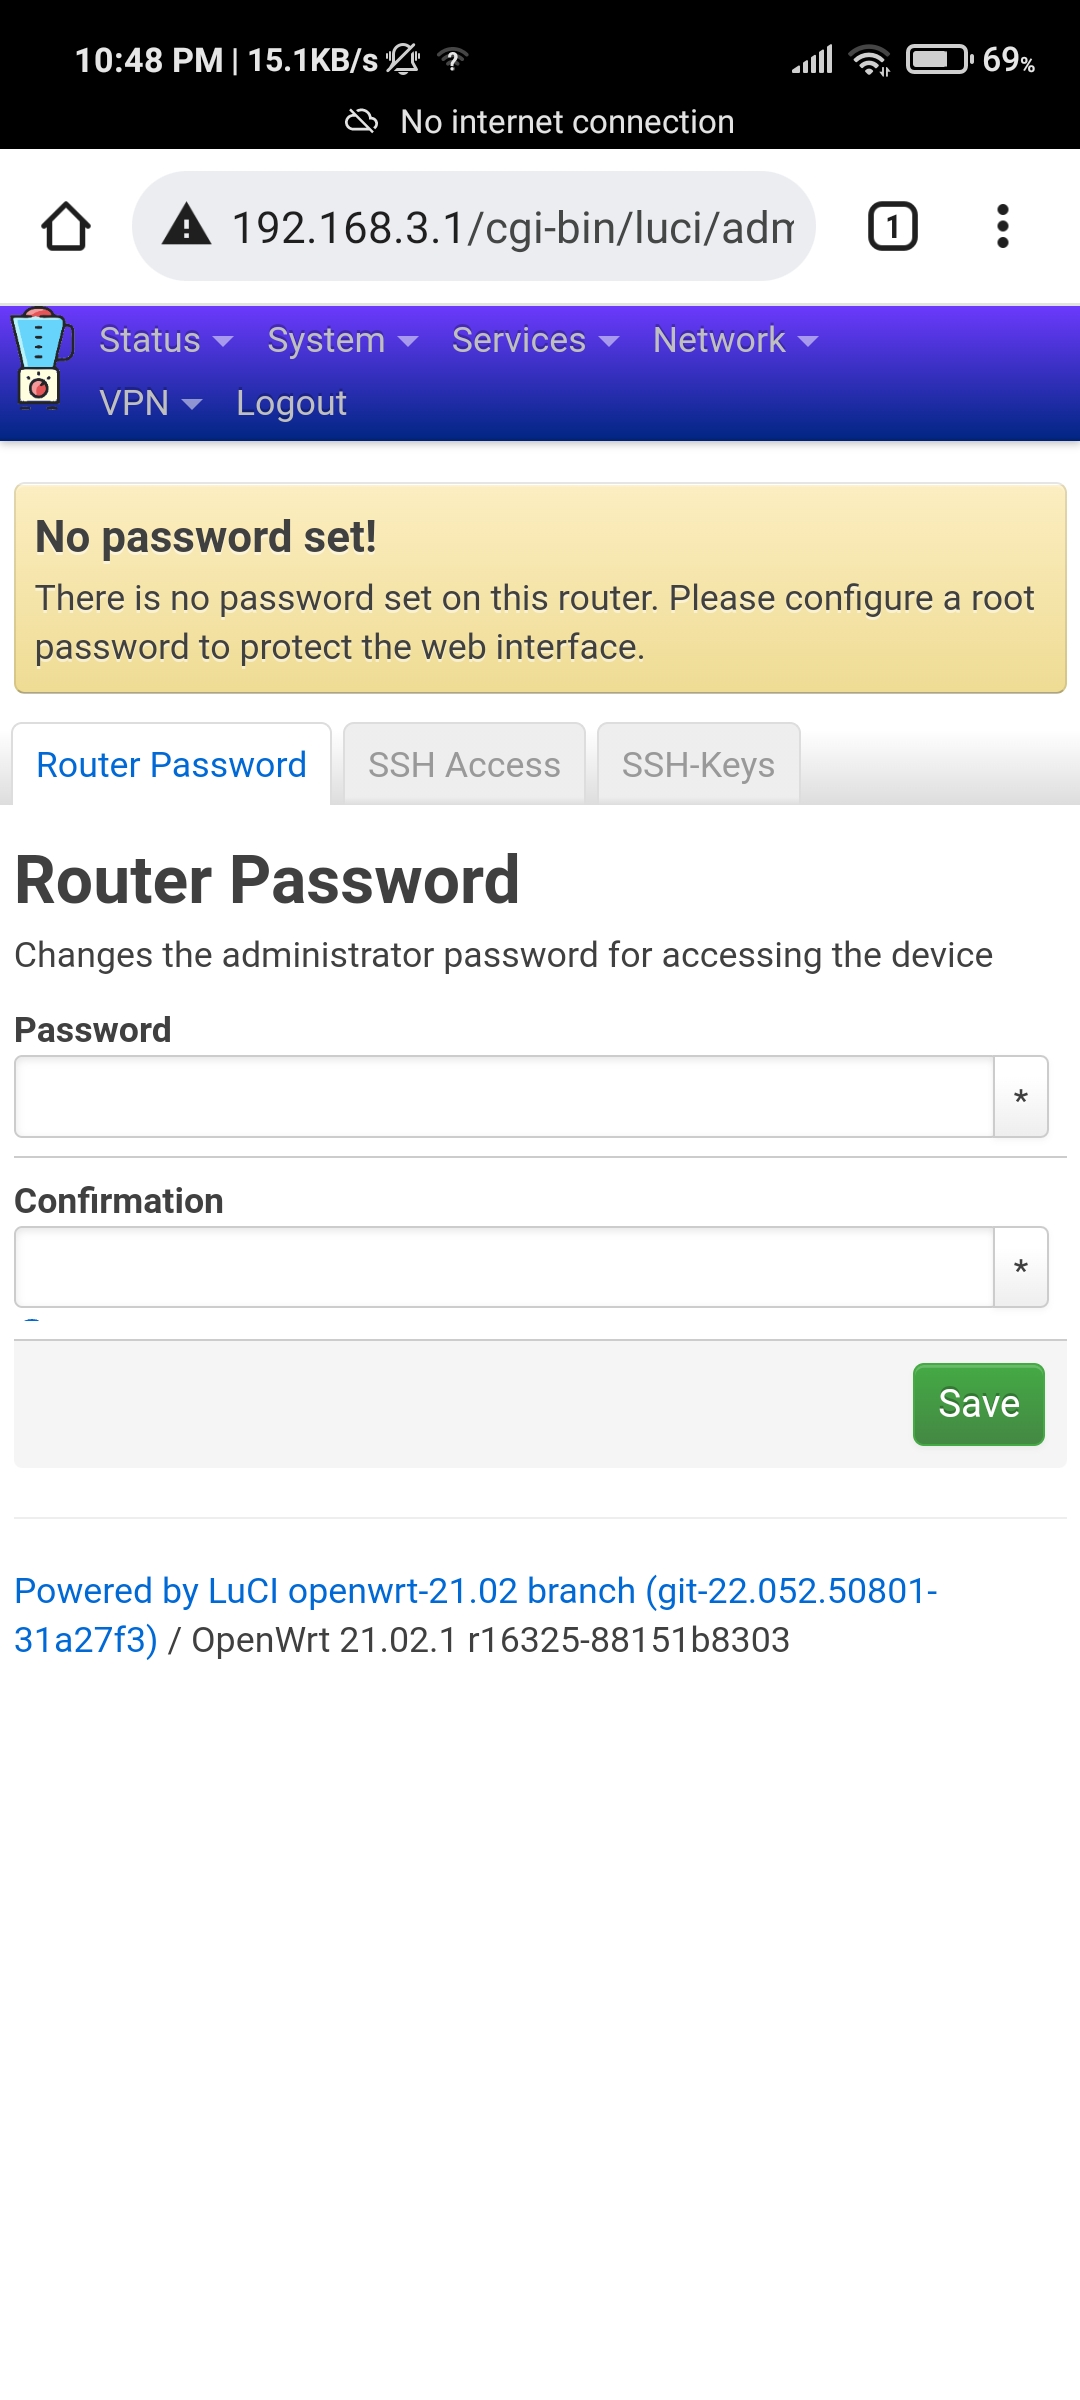 10:48 PM | 15.1KB/s
69%
No internet connection
192.168.3.1/cgi-bin/luci/adm
1
Status System Services Network
VPN Logout
No password set!
There is no password set on this router. Please configure a root
password to protect the web interface.
Router Password SSH Access SSH-Keys
Router Password
Changes the administrator password for accessing the device
Password
*
Confirmation
*
Save
Powered by LuCI openwrt-21.02 branch (git-22.052.50801-
31a27f3) / OpenWrt 21.02.1 r16325-88151b8303